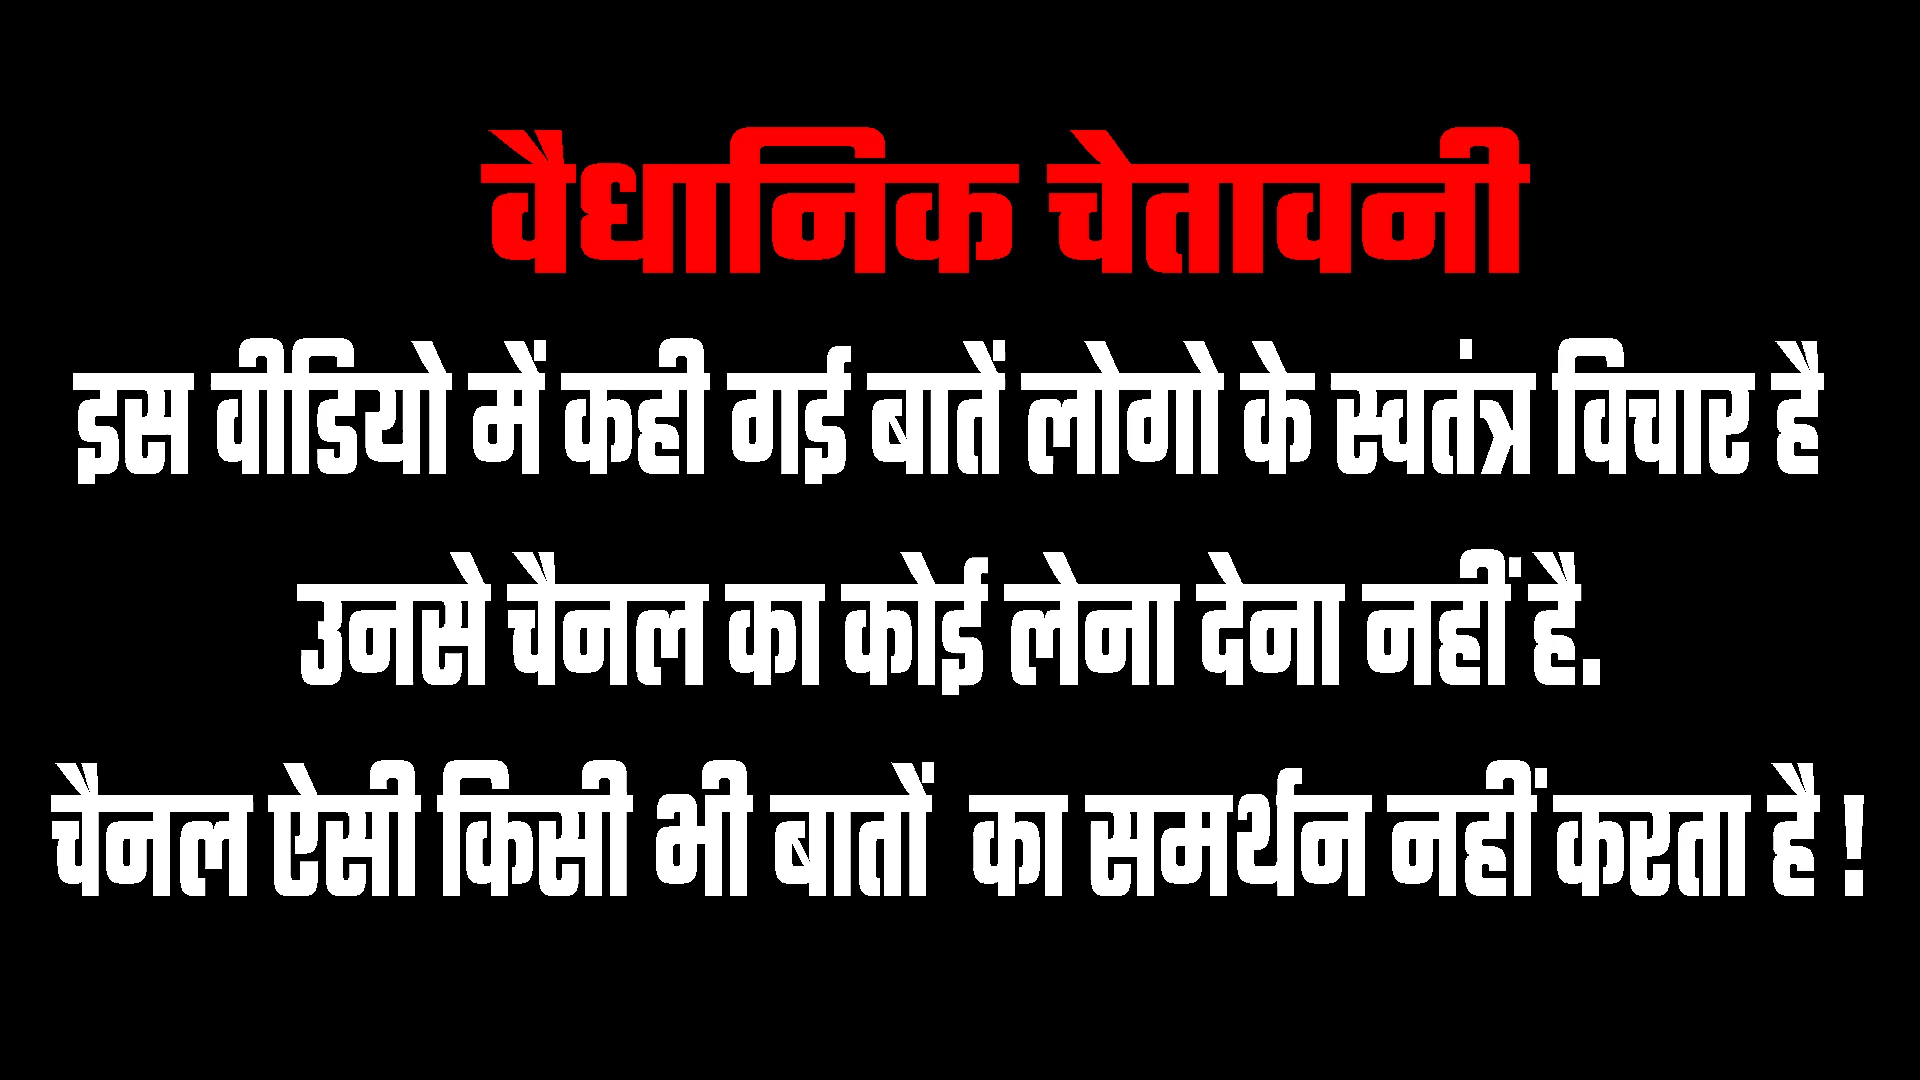 वैधानिक चेतावनी
इस वीडियो में कही गई बातें लोगो के स्वतंत्र विचार है
उनसे चैनल का कोई लेना देना नहीं है.
चैनल ऐसी किसी भी बातों का समर्थन नहीं करता है !